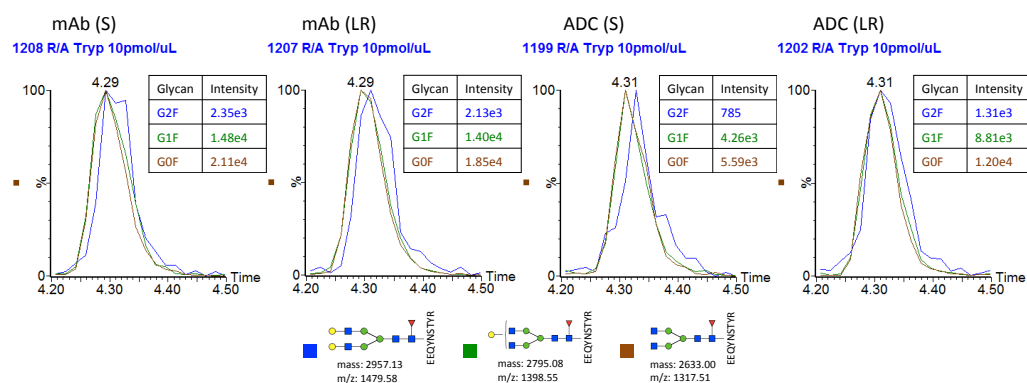 mAb (S)
1208 R/A Tryp 10pmol/uL
4.29
100
%
0
4.20 4.30 4.40 4.50
Time
Glycan Intensity
G2F 2.35e3
G1F 1.48e4
G0F 2.11e4
mAb (LR)
1207 R/A Tryp 10pmol/uL
4.29
100
%
0
4.20 4.30 4.40 4.50
Time
Glycan Intensity
G2F 2.13e3
G1F 1.40e4
G0F 1.85e4
ADC (S)
1199 R/A Tryp 10pmol/uL
4.31
100
%
0
4.20 4.30 4.40 4.50
Time
Glycan Intensity
G2F 785
G1F 4.26e3
G0F 5.59e3
ADC (LR)
1202 R/A Tryp 10pmol/uL
4.31
100
%
0
4.20 4.30 4.40 4.50
Time
Glycan Intensity
G2F 1.31e3
G1F 8.81e3
G0F 1.20e4
EEQYNSTYR
mass: 2957.13
m/z: 1479.58
EEQYNSTYR
mass: 2795.08
m/z: 1398.55
EEQYNSTYR
mass: 2633.00
m/z: 1317.51